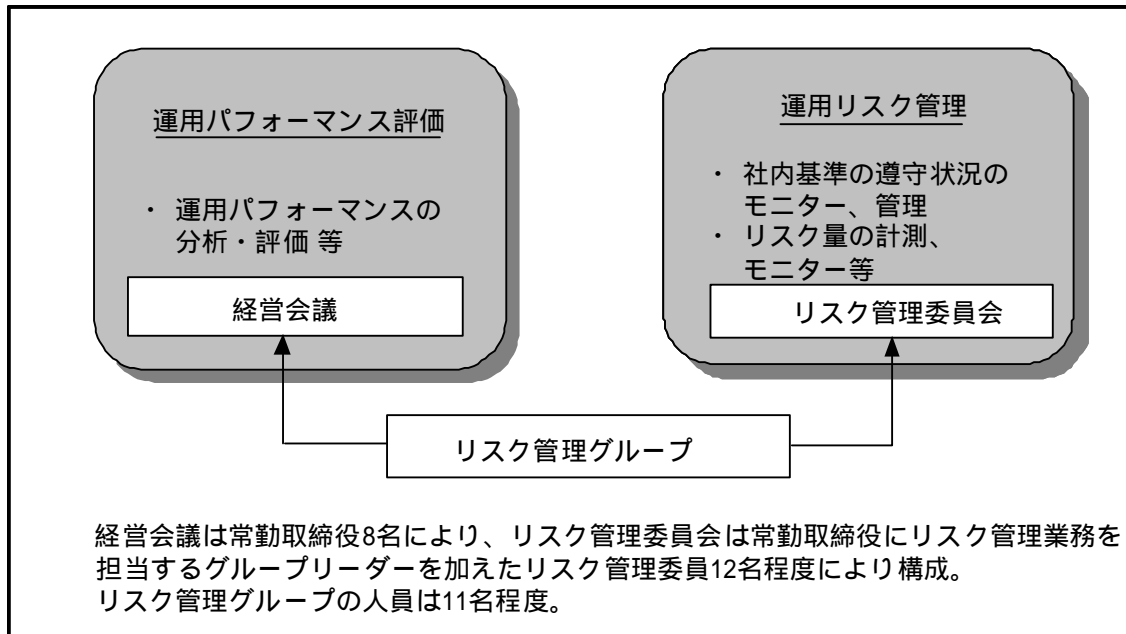 運用パフォーマンス評価
・ 運用パフォーマンスの
分析・評価 等
経営会議
運用リスク管理
・ 社内基準の遵守状況の
モニター、管理
・ リスク量の計測、
モニター等
リスク管理委員会
リスク管理グループ
経営会議は常勤取締役8名により、リスク管理委員会は常勤取締役にリスク管理業務を
担当するグループリーダーを加えたリスク管理委員12名程度により構成。
リスク管理グループの人員は11名程度。